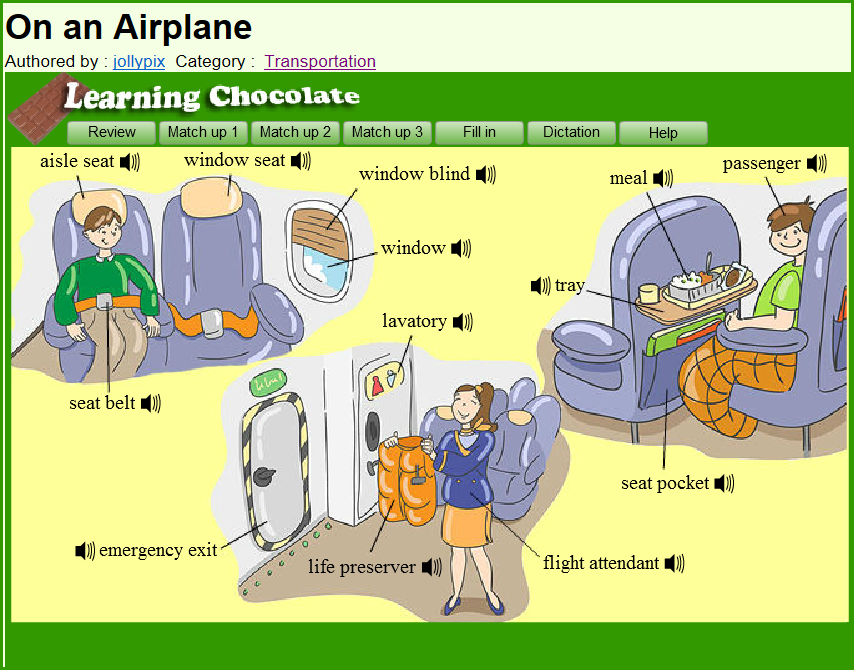 On an Airplane
Authored by : jollypix Category : Transportation
Learning Chocolate
Review Match up 1 Match up 2 Match up 3 Fill in Dictation Help
aisle seat
window seat
window blind
window
meal
passenger
tray
lavatory
seat belt
seat pocket
emergency exit
life preserver
flight attendant